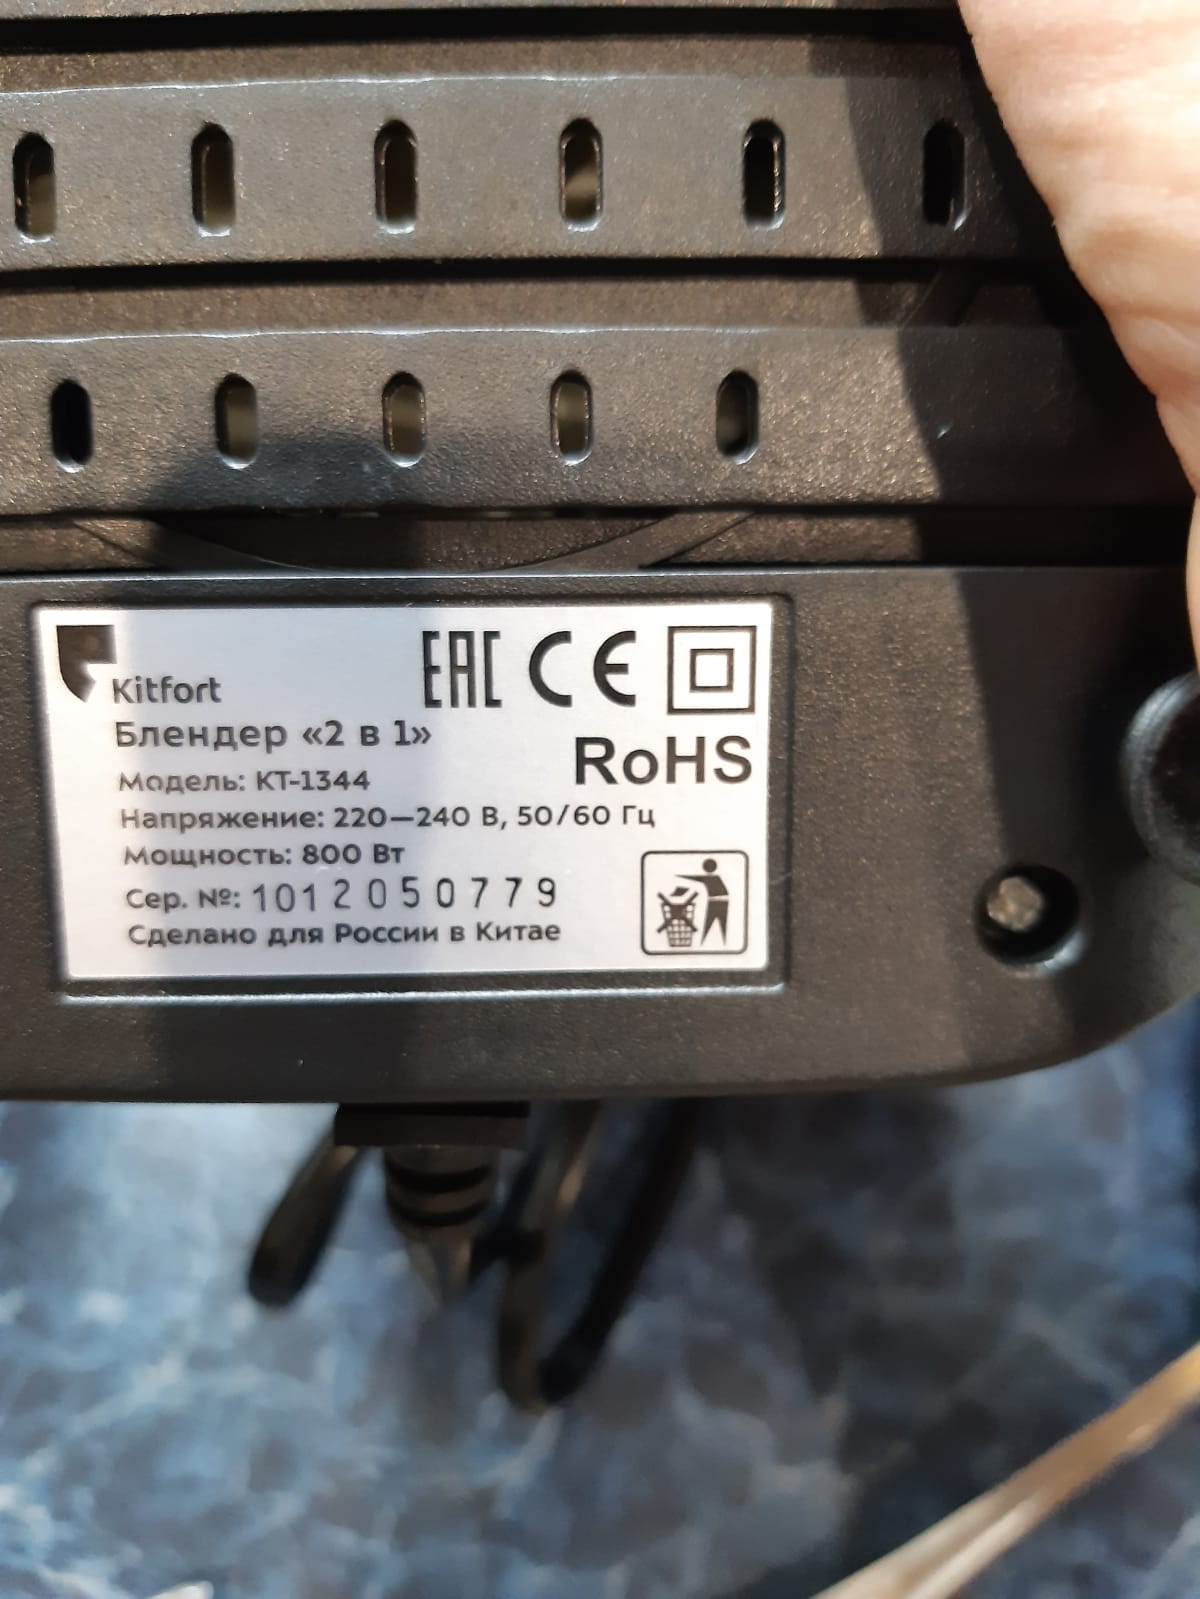 Kitfort
EAC CE
Блендер «2 в 1»
RoHS
Модель: КТ-1344
Напряжение: 220—240 В, 50/60 Гц
Мощность: 800 Вт
Сер. №: 1012050779
Сделано для России в Китае